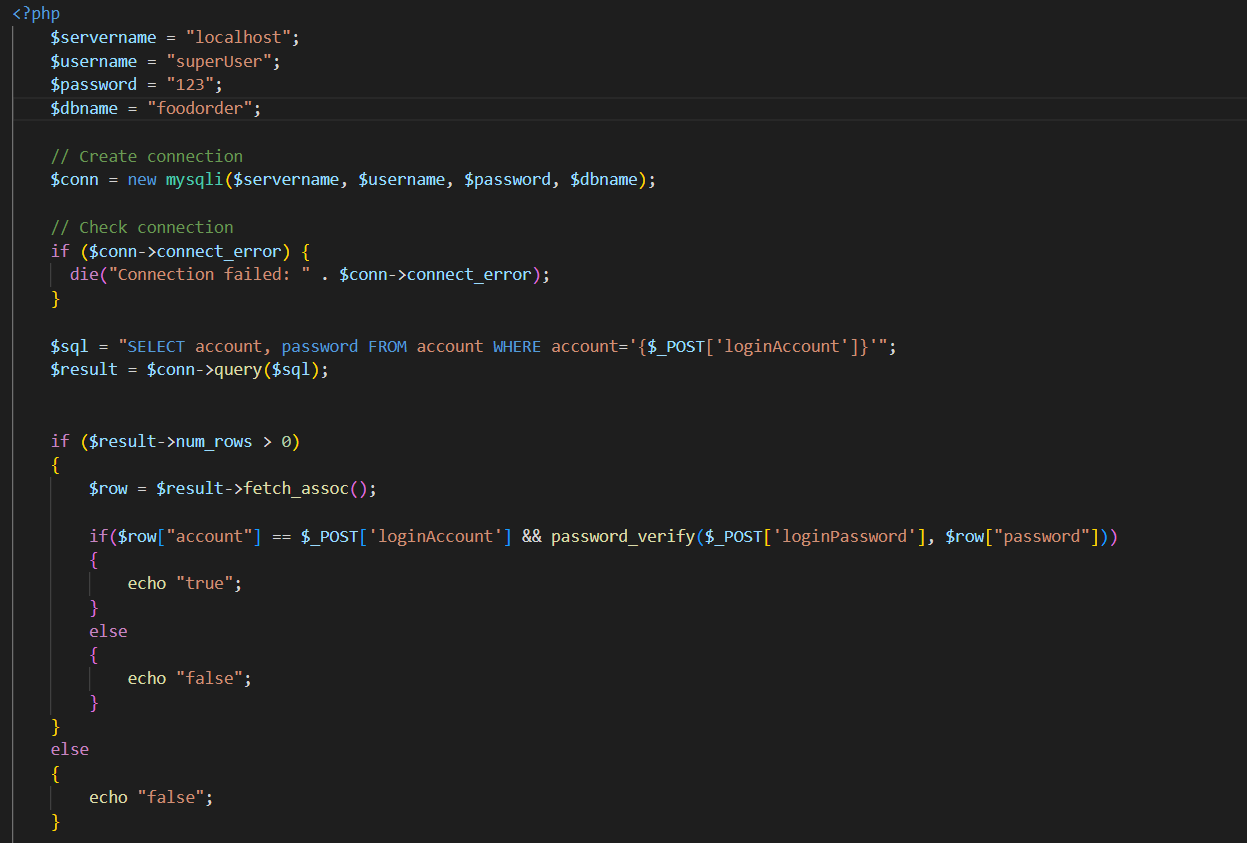 <?php
$servername = "localhost";
$username = "superUser";
$password = "123";
$dbname = "foodorder";
// Create connection
$conn = new mysqli($servername, $username, $password, $dbname);
// Check connection
if ($conn->connect_error) {
die("Connection failed: " . $conn->connect_error);
}
$sql = "SELECT account, password FROM account WHERE account='{$_POST['loginAccount']}'";
$result = $conn->query($sql);
if ($result->num_rows > 0)
{
$row = $result->fetch_assoc();
if($row["account"] == $_POST['loginAccount'] && password_verify($_POST['loginPassword'], $row["password"]))
{
echo "true";
}
else
{
echo "false";
}
}
else
{
echo "false";
}